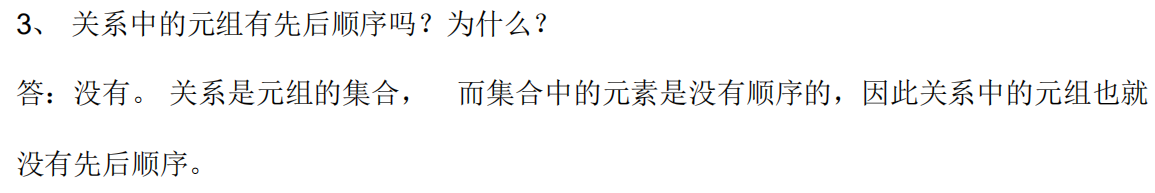 3、 关系中的元组有先后顺序吗？为什么？
答：没有。 关系是元组的集合， 而集合中的元素是没有顺序的，因此关系中的元组也就
没有先后顺序。